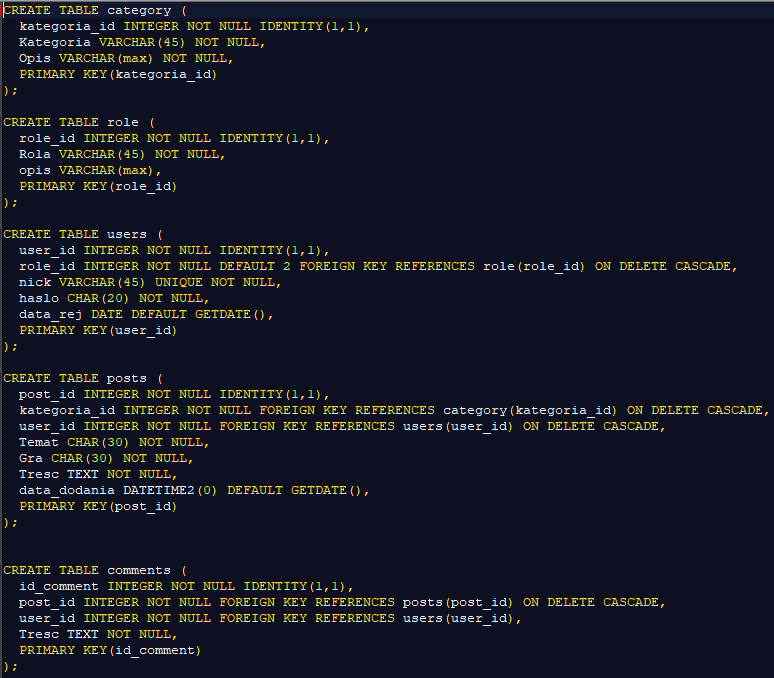 CREATE TABLE category (
  kategoria_id INTEGER NOT NULL IDENTITY(1,1),
  Kategoria VARCHAR(45) NOT NULL,
  Opis VARCHAR(max) NOT NULL,
  PRIMARY KEY(kategoria_id)
);

CREATE TABLE role (
  role_id INTEGER NOT NULL IDENTITY(1,1),
  Rola VARCHAR(45) NOT NULL,
  opis VARCHAR(max),
  PRIMARY KEY(role_id)
);

CREATE TABLE users (
  user_id INTEGER NOT NULL IDENTITY(1,1),
  role_id INTEGER NOT NULL DEFAULT 2 FOREIGN KEY REFERENCES role(role_id) ON DELETE CASCADE,
  nick VARCHAR(45) UNIQUE NOT NULL,
  haslo CHAR(20) NOT NULL,
  data_rej DATE DEFAULT GETDATE(),
  PRIMARY KEY(user_id)
);

CREATE TABLE posts (
  post_id INTEGER NOT NULL IDENTITY(1,1),
  kategoria_id INTEGER NOT NULL FOREIGN KEY REFERENCES category(kategoria_id) ON DELETE CASCADE,
  user_id INTEGER NOT NULL FOREIGN KEY REFERENCES users(user_id) ON DELETE CASCADE,
  Temat CHAR(30) NOT NULL,
  Gra CHAR(30) NOT NULL,
  Tresc TEXT NOT NULL,
  data_dodania DATETIME2(0) DEFAULT GETDATE(),
  PRIMARY KEY(post_id)
);

CREATE TABLE comments (
  id_comment INTEGER NOT NULL IDENTITY(1,1),
  post_id INTEGER NOT NULL FOREIGN KEY REFERENCES posts(post_id) ON DELETE CASCADE,
  user_id INTEGER NOT NULL FOREIGN KEY REFERENCES users(user_id),
  Tresc TEXT NOT NULL,
  PRIMARY KEY(id_comment)
);